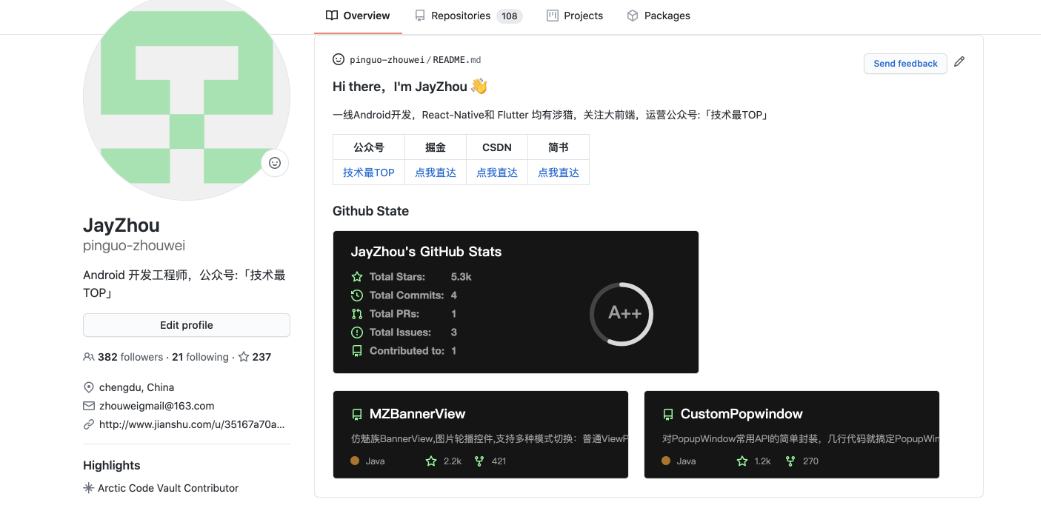 Overview Repositories 108 Projects Packages
pinguo-zhouwei/README.md
Send feedback
Hi there，I'm JayZhou 👋
一线Android开发，React-Native和 Flutter 均有涉猎，关注大前端，运营公众号:「技术最TOP」
公众号 掘金 CSDN 简书
技术最TOP 点我直达 点我直达 点我直达
Github State
JayZhou's GitHub Stats
Total Stars: 5.3k
Total Commits: 4
Total PRs: 1
Total Issues: 3
Contributed to: 1
A++
MZBannerView
仿魅族BannerView,图片轮播控件,支持多种模式切换：普通ViewP
Java 2.2k 421
CustomPopwindow
对PopupWindow常用API的简单封装，几行代码就搞定PopupWin
Java 1.2k 270
JayZhou
pinguo-zhouwei
Android 开发工程师，公众号:「技术最
TOP」
Edit profile
382 followers · 21 following · 237
chengdu, China
zhouweigmail@163.com
http://www.jianshu.com/u/35167a70a...
Highlights
Arctic Code Vault Contributor